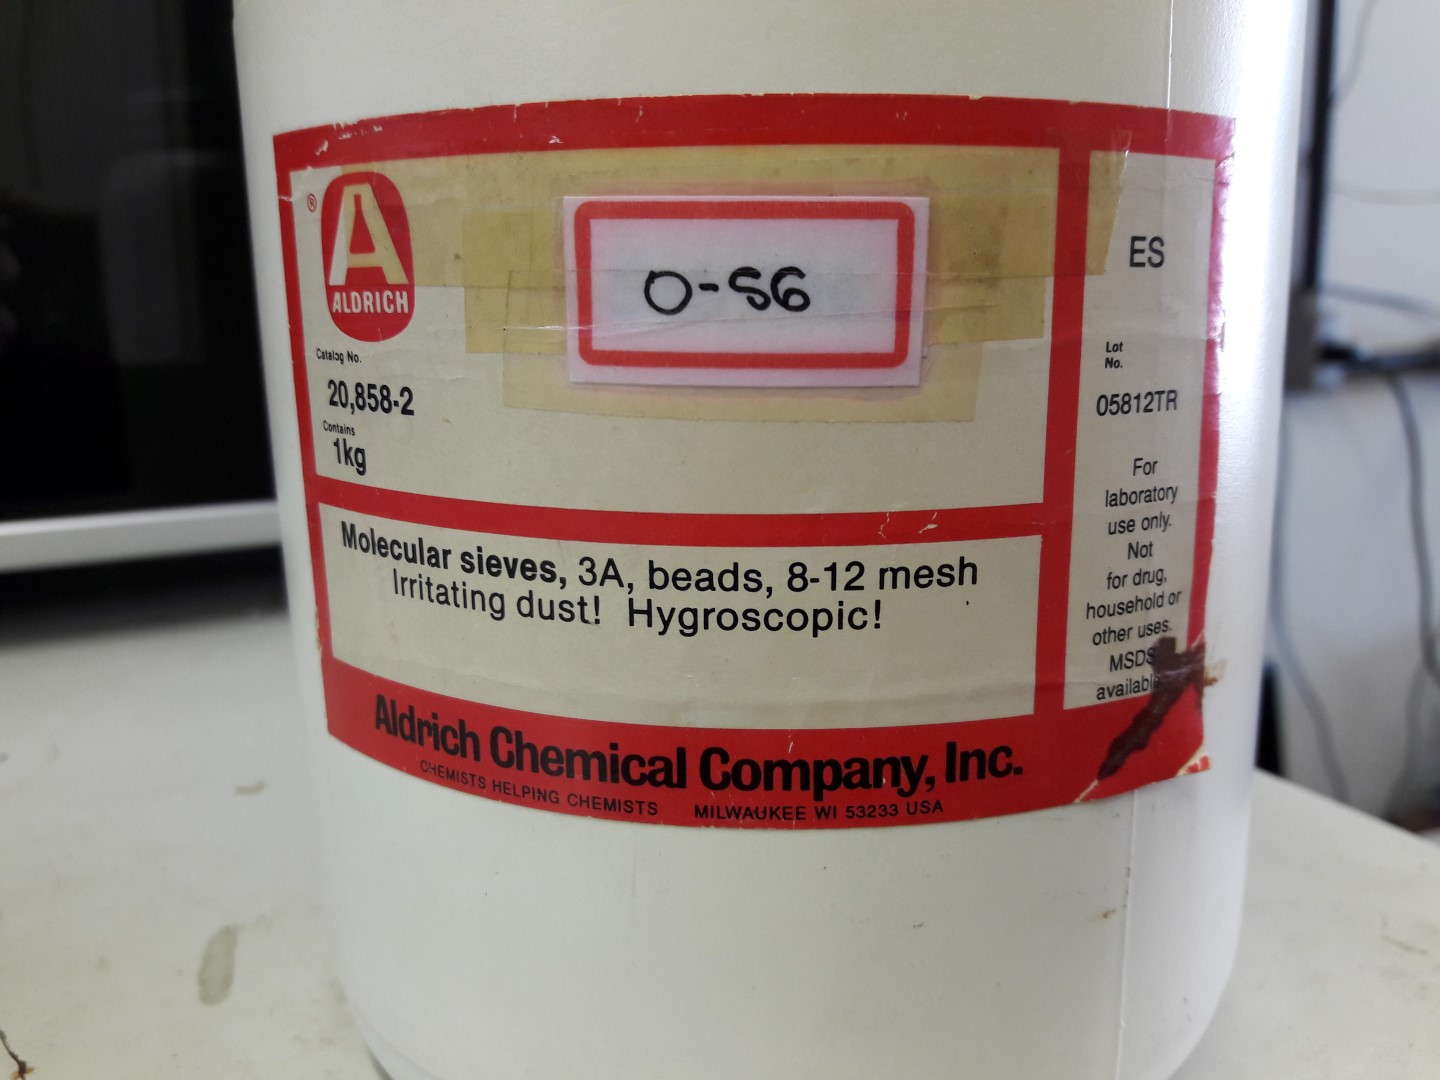 ®
A
ALDRICH
O-S6
Catalog No.
20,858-2
Contains
1kg
Molecular sieves, 3A, beads, 8-12 mesh
Irritating dust! Hygroscopic!
Aldrich Chemical Company, Inc.
CHEMISTS HELPING CHEMISTS MILWAUKEE WI 53233 USA
ES
Lot
No.
05812TR
For
laboratory
use only.
Not
for drug,
household or
other uses.
MSDS